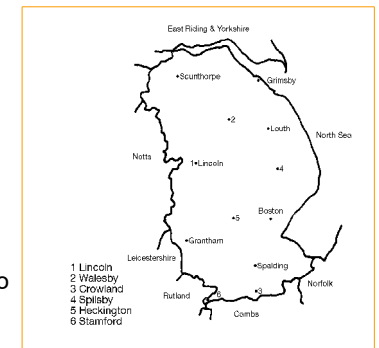 East Riding & Yorkshire
Scunthorpe
Grimsby
2
Louth
North Sea
Notts
1 Lincoln
4
5
Boston
Grantham
Leicestershire
Spalding
1 Lincoln
2 Walesby
3 Crowland
4 Spilsby
5 Heckington
6 Stamford
Rutland
6
3
Norfolk
Cambs
o